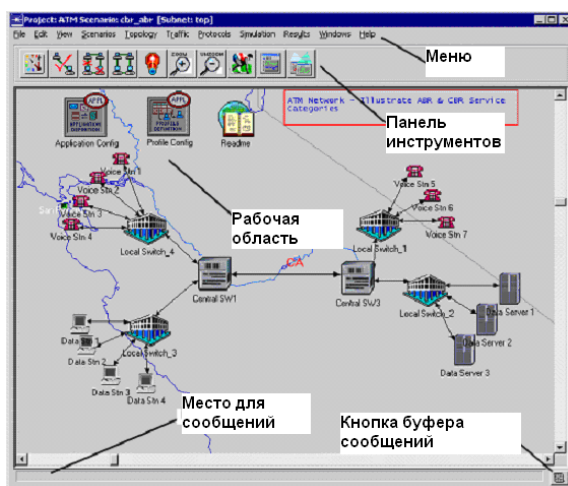 Project: ATM Scenario: cbr_abr [Subnet: top]
File Edit View Scenarios Topology Traffic Protocols Simulation Results Windows Help
Меню
Панель
инструментов
ATM Network - Illustrate ABR & CBR Service
Categories
Application Config
Profile Config
Readme
Рабочая
область
Voice Stn 1
Voice Stn 2
Voice Stn 3
Voice Stn 4
Local Switch_4
Voice Stn 5
Voice Stn 6
Voice Stn 7
Local Switch_1
Central SW1
CA
Central SW3
Local Switch_2
Data Server 1
Data Server 2
Data Server 3
Local Switch_3
Data Stn 2
Data Stn 3
Data Stn 4
Место для
сообщений
Кнопка буфера
сообщений